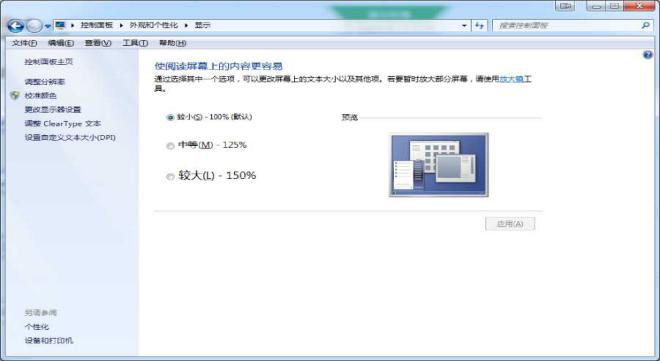 控制面板 ▸ 外观和个性化 ▸ 显示
搜索控制面板
文件(F) 编辑(E) 查看(V) 工具(T) 帮助(H)
控制面板主页
调整分辨率
校准颜色
更改显示器设置
调整 ClearType 文本
设置自定义文本大小(DPI)
使阅读屏幕上的内容更容易
通过选择其中一个选项，可以更改屏幕上的文本大小以及其他项。若要暂时放大部分屏幕，请使用放大镜工
具。
较小(S) - 100% (默认)
预览
中等(M) - 125%
较大(L) - 150%
应用(A)
另请参阅
个性化
设备和打印机